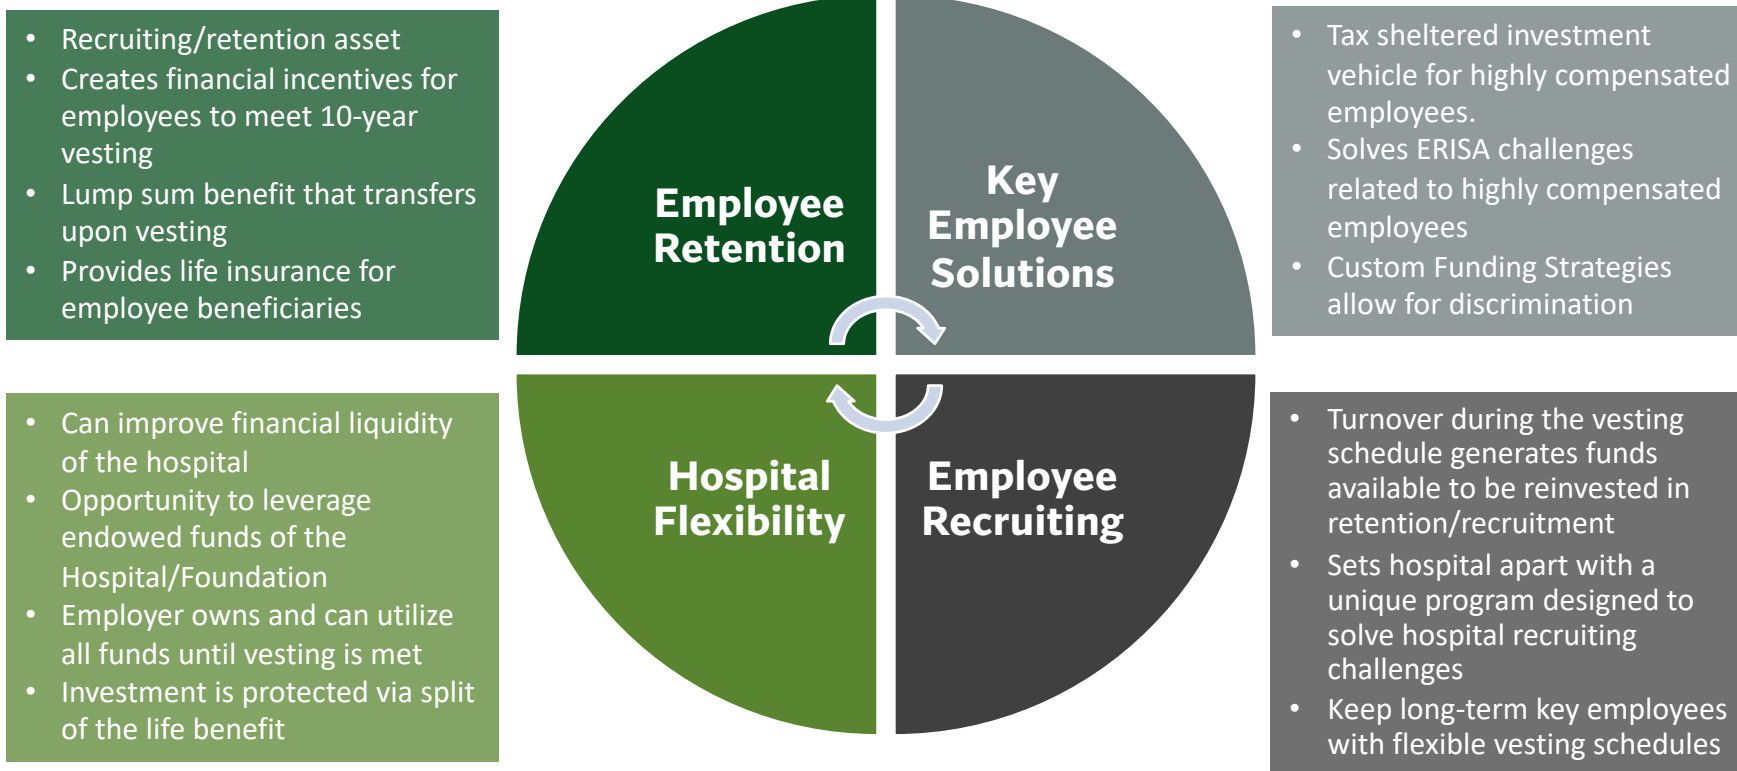 • Recruiting/retention asset
• Creates financial incentives for
employees to meet 10-year
vesting
• Lump sum benefit that transfers
upon vesting
• Provides life insurance for
employee beneficiaries
Employee
Retention
Key
Employee
Solutions
• Tax sheltered investment
vehicle for highly compensated
employees.
• Solves ERISA challenges
related to highly compensated
employees
• Custom Funding Strategies
allow for discrimination
• Can improve financial liquidity
of the hospital
• Opportunity to leverage
endowed funds of the
Hospital/Foundation
• Employer owns and can utilize
all funds until vesting is met
• Investment is protected via split
of the life benefit
Hospital
Flexibility
Employee
Recruiting
• Turnover during the vesting
schedule generates funds
available to be reinvested in
retention/recruitment
• Sets hospital apart with a
unique program designed to
solve hospital recruiting
challenges
• Keep long-term key employees
with flexible vesting schedules